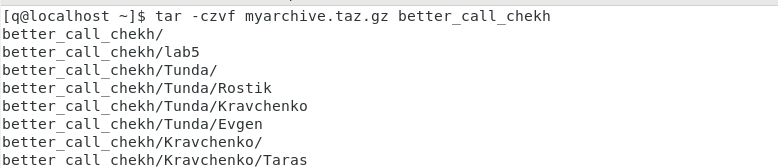 [q@localhost ~]$ tar -czvf myarchive.taz.gz better_call_chekh
better_call_chekh/
better_call_chekh/lab5
better_call_chekh/Tunda/
better_call_chekh/Tunda/Rostik
better_call_chekh/Tunda/Kravchenko
better_call_chekh/Tunda/Evgen
better_call_chekh/Kravchenko/
better_call_chekh/Kravchenko/Taras